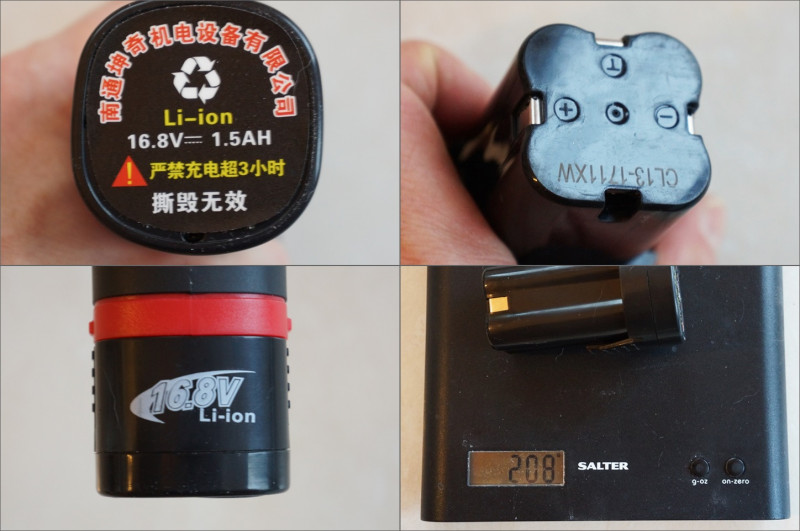 南通坤奇机电设备有限公司
Li-ion
16.8V⎓ 1.5AH
严禁充电超3小时
撕毁无效
T
+ −
CL13-1711XW
16.8V
Li-ion
208
SALTER
g-oz on-zero